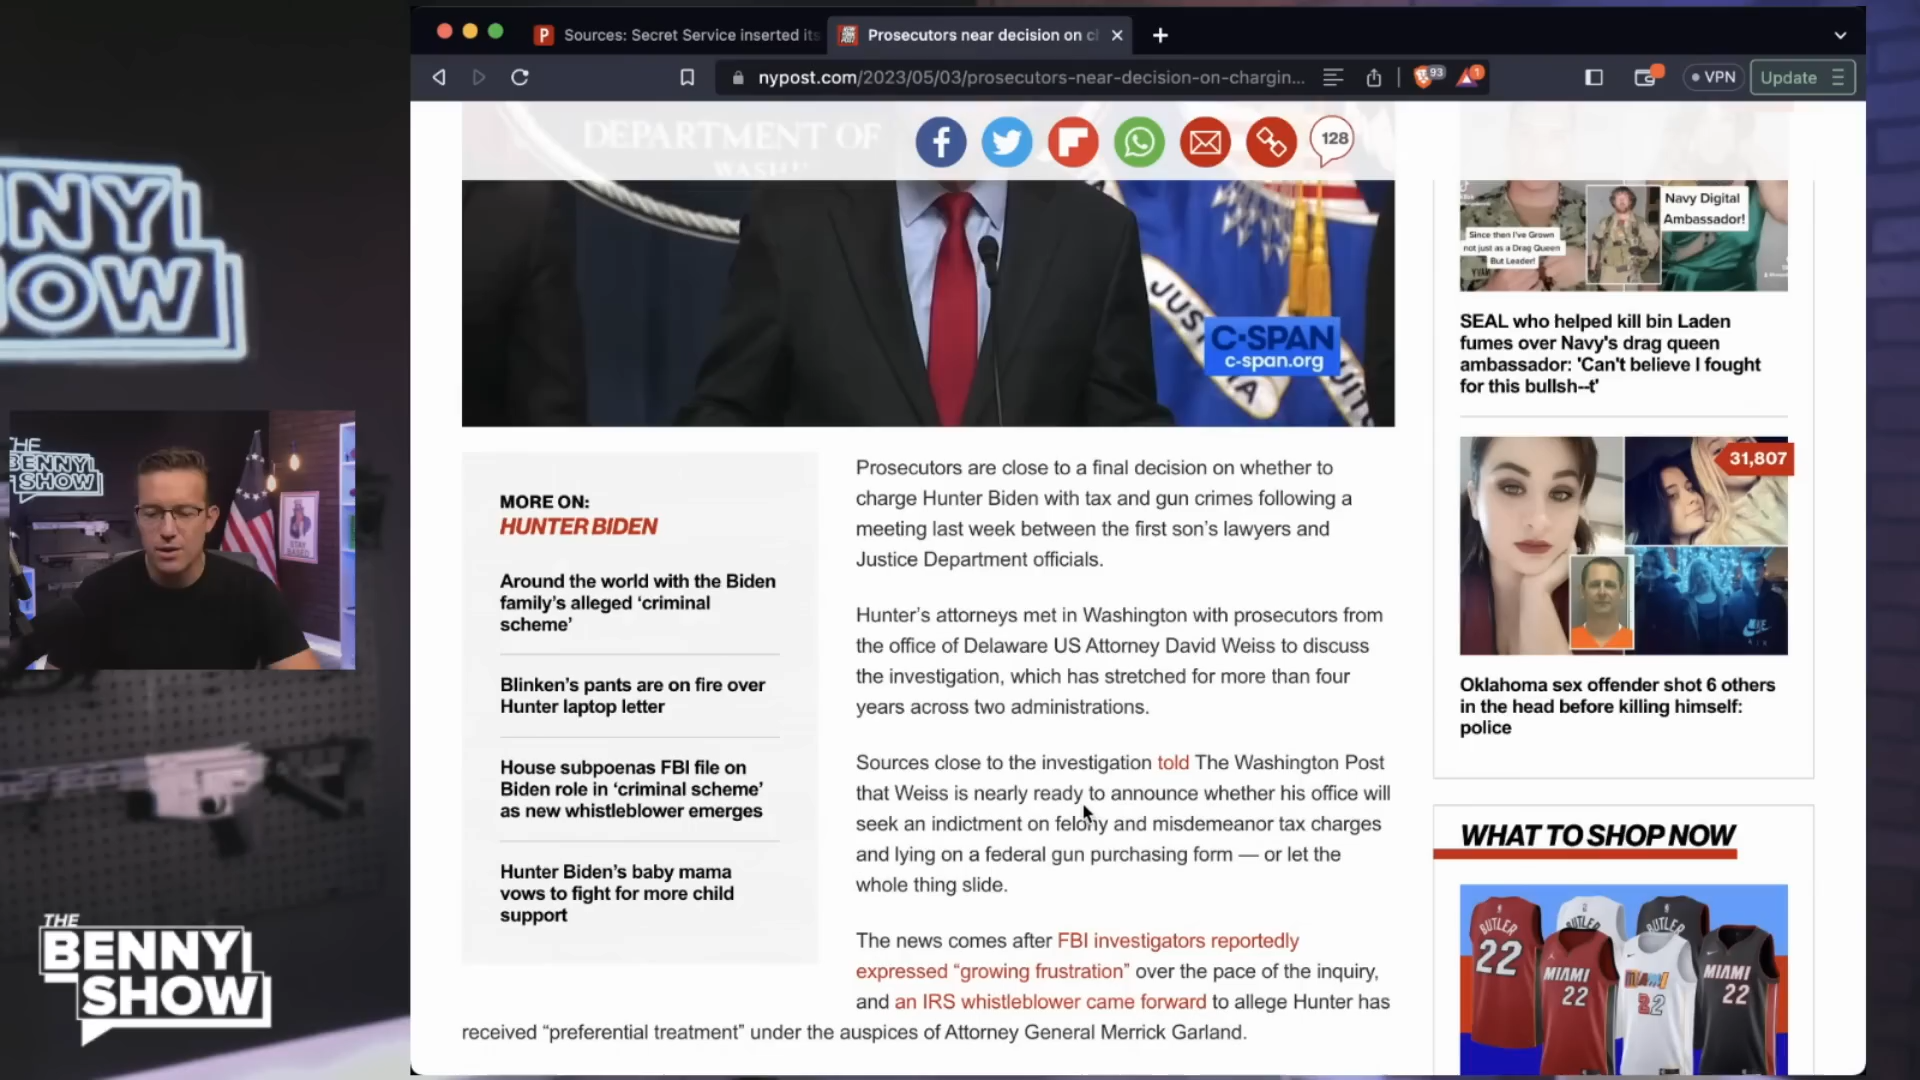 Sources: Secret Service inserted its
Prosecutors near decision on c
nypost.com/2023/05/03/prosecutors-near-decision-on-chargin...
93
1
VPN
Update
DEPARTMENT OF
128
C-SPAN
c-span.org
Prosecutors are close to a final decision on whether to
charge Hunter Biden with tax and gun crimes following a
meeting last week between the first son's lawyers and
Justice Department officials.
Hunter's attorneys met in Washington with prosecutors from
the office of Delaware US Attorney David Weiss to discuss
the investigation, which has stretched for more than four
years across two administrations.
Sources close to the investigation told The Washington Post
that Weiss is nearly ready to announce whether his office will
seek an indictment on felony and misdemeanor tax charges
and lying on a federal gun purchasing form — or let the
whole thing slide.
The news comes after FBI investigators reportedly
expressed “growing frustration” over the pace of the inquiry,
and an IRS whistleblower came forward to allege Hunter has
received “preferential treatment” under the auspices of Attorney General Merrick Garland.
MORE ON:
HUNTER BIDEN
Around the world with the Biden
family's alleged ‘criminal
scheme’
Blinken's pants are on fire over
Hunter laptop letter
House subpoenas FBI file on
Biden role in ‘criminal scheme’
as new whistleblower emerges
Hunter Biden's baby mama
vows to fight for more child
support
Navy Digital
Ambassador!
Since then I've Grown
not just as a Drag Queen
But Leader!
SEAL who helped kill bin Laden
fumes over Navy's drag queen
ambassador: 'Can't believe I fought
for this bullsh--t'
31,807
Oklahoma sex offender shot 6 others
in the head before killing himself:
police
WHAT TO SHOP NOW
BUTLER
22
BUTLER
BUTLER
MIAMI
22
MIAMI
22
NY
OW
HE
BENNY
SHOW
STAY
BASED
THE
BENNY
SHOW